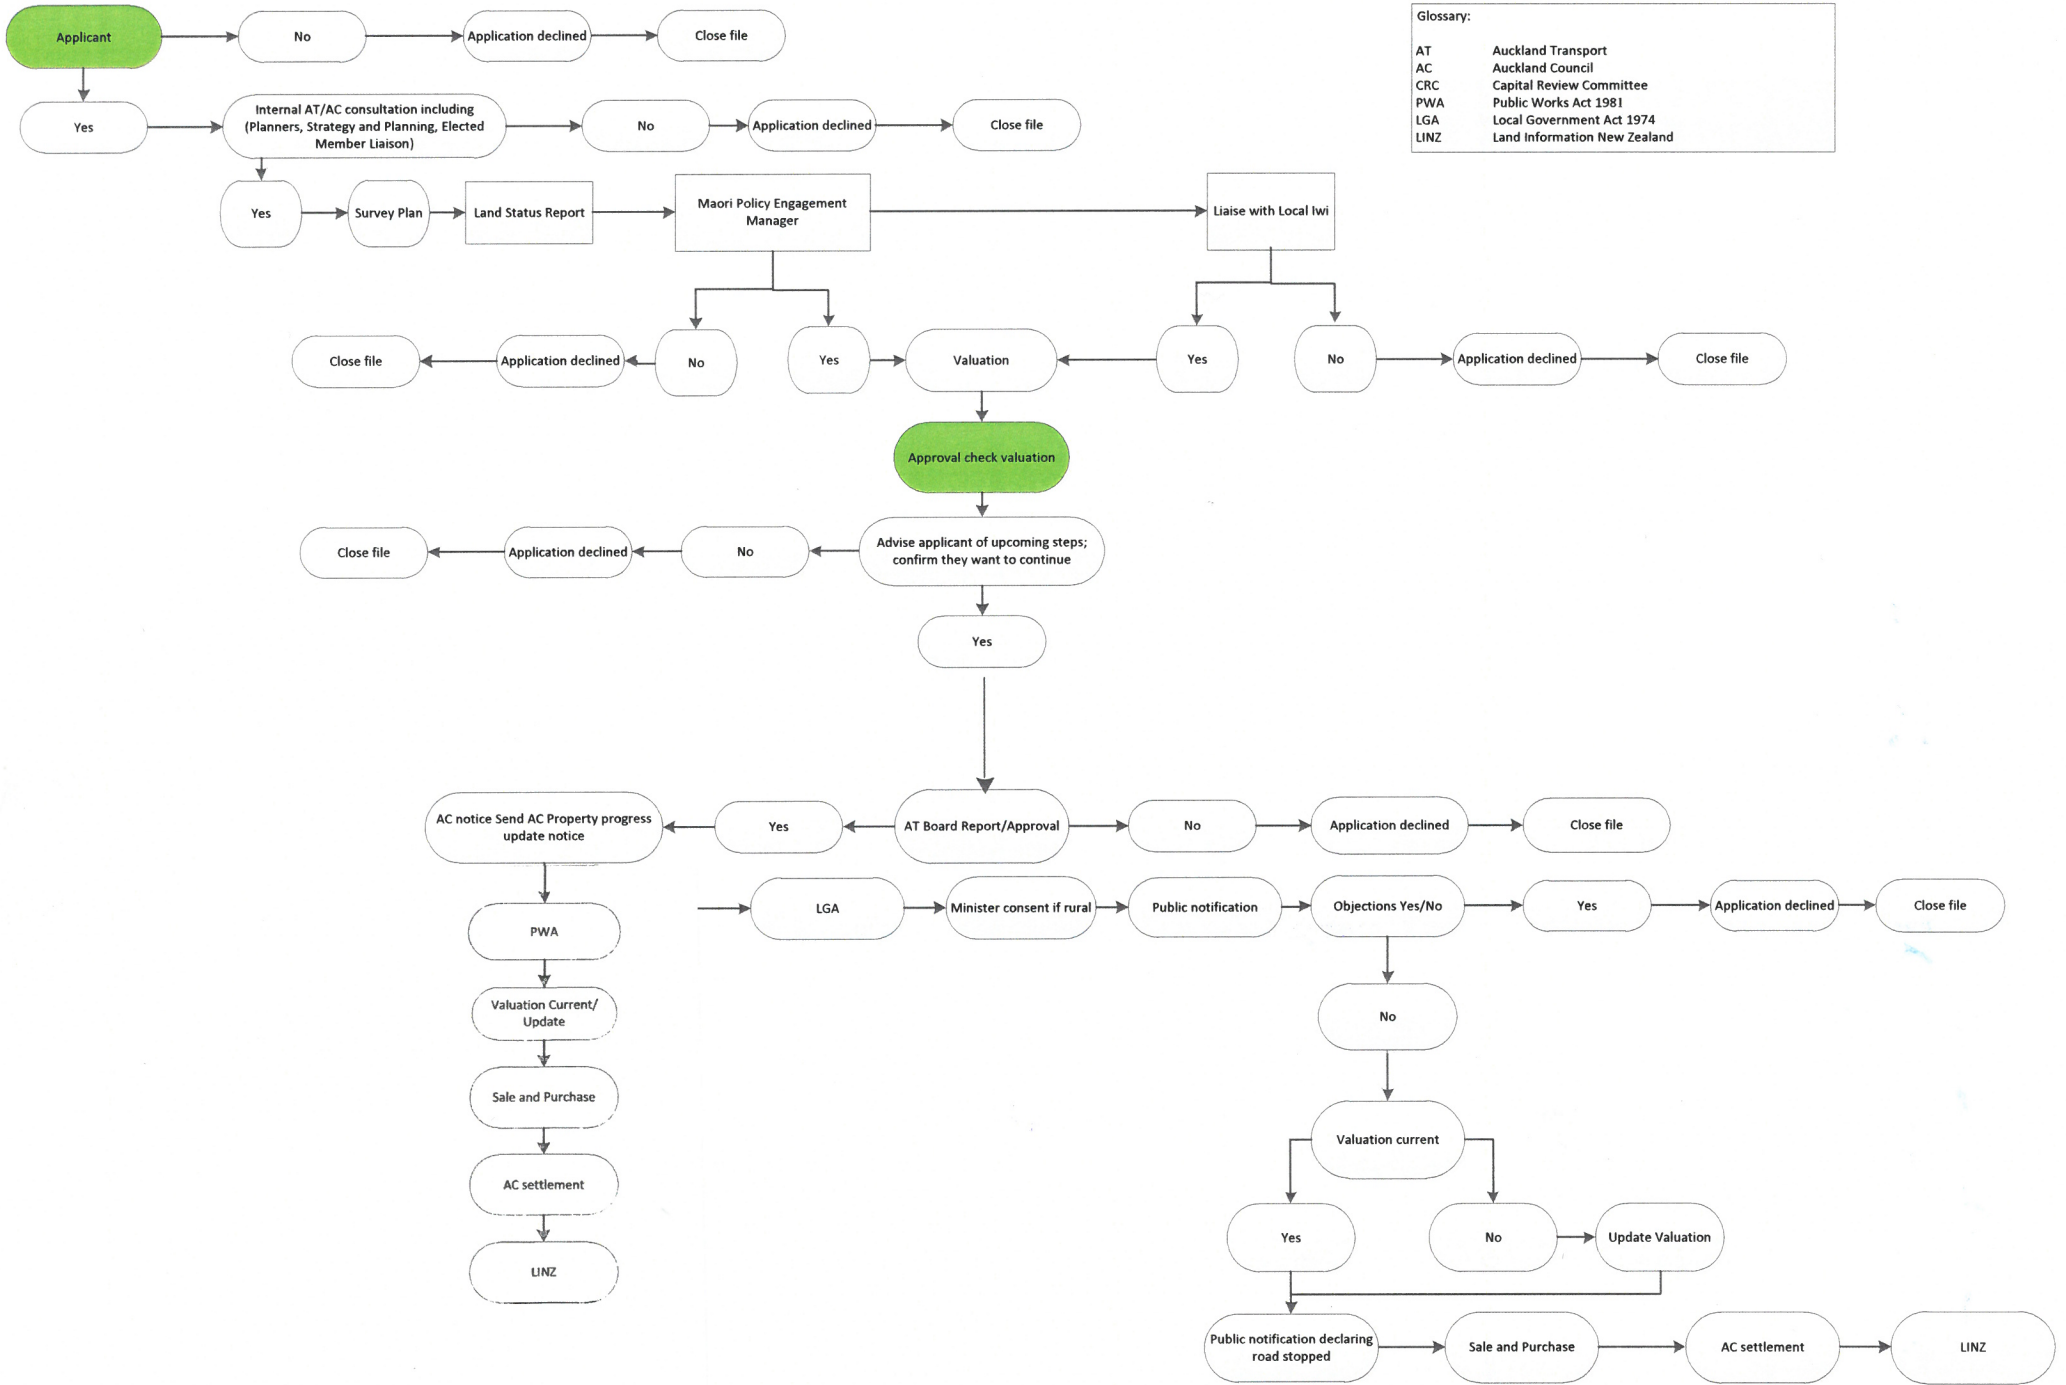 Applicant
No
Application declined
Close file
Glossary:
AT Auckland Transport
AC Auckland Council
CRC Capital Review Committee
PWA Public Works Act 1981
LGA Local Government Act 1974
LINZ Land Information New Zealand
Yes
Internal AT/AC consultation including
(Planners, Strategy and Planning, Elected
Member Liaison)
No
Application declined
Close file
Yes
Survey Plan
Land Status Report
Maori Policy Engagement
Manager
Liaise with Local Iwi
Close file
Application declined
No
Yes
Valuation
Yes
No
Application declined
Close file
Approval check valuation
Close file
Application declined
No
Advise applicant of upcoming steps;
confirm they want to continue
Yes
AC notice Send AC Property progress
update notice
Yes
AT Board Report/Approval
No
Application declined
Close file
LGA
Minister consent if rural
Public notification
Objections Yes/No
Yes
Application declined
Close file
PWA
Valuation Current/
Update
No
Sale and Purchase
Valuation current
AC settlement
Yes
No
Update Valuation
LINZ
Public notification declaring
road stopped
Sale and Purchase
AC settlement
LINZ